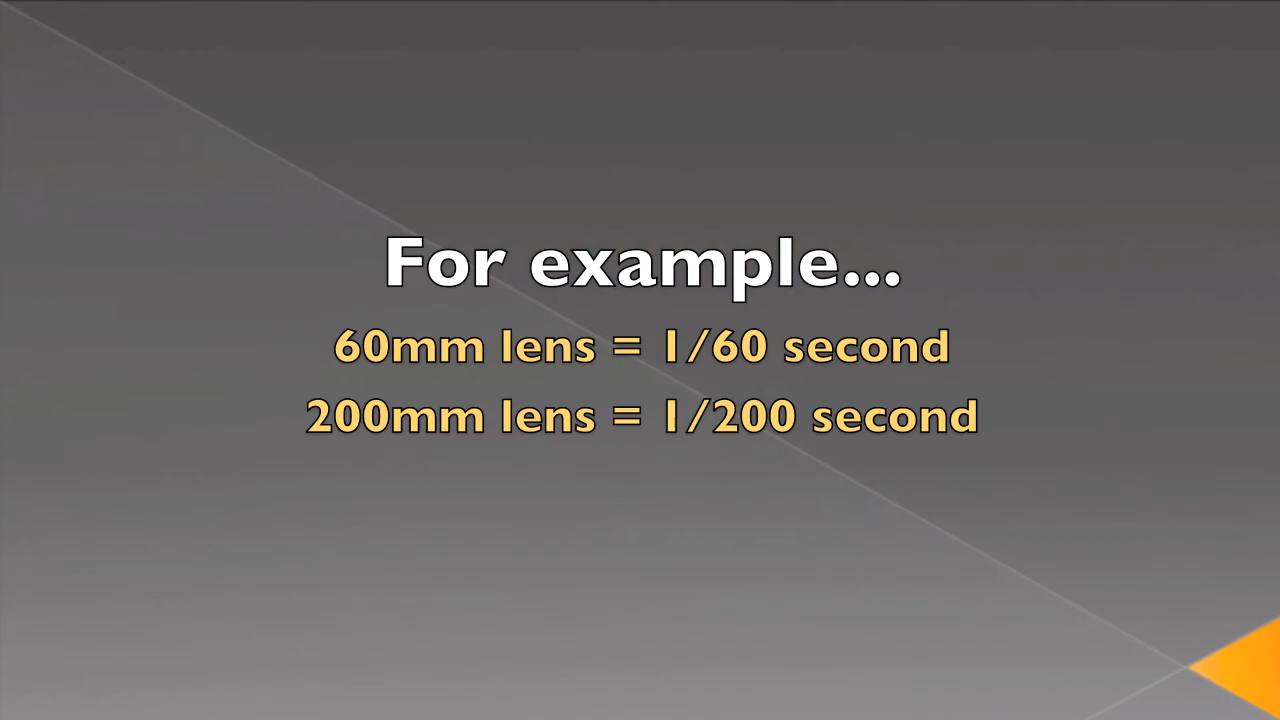 For example...
60mm lens = 1/60 second
200mm lens = 1/200 second